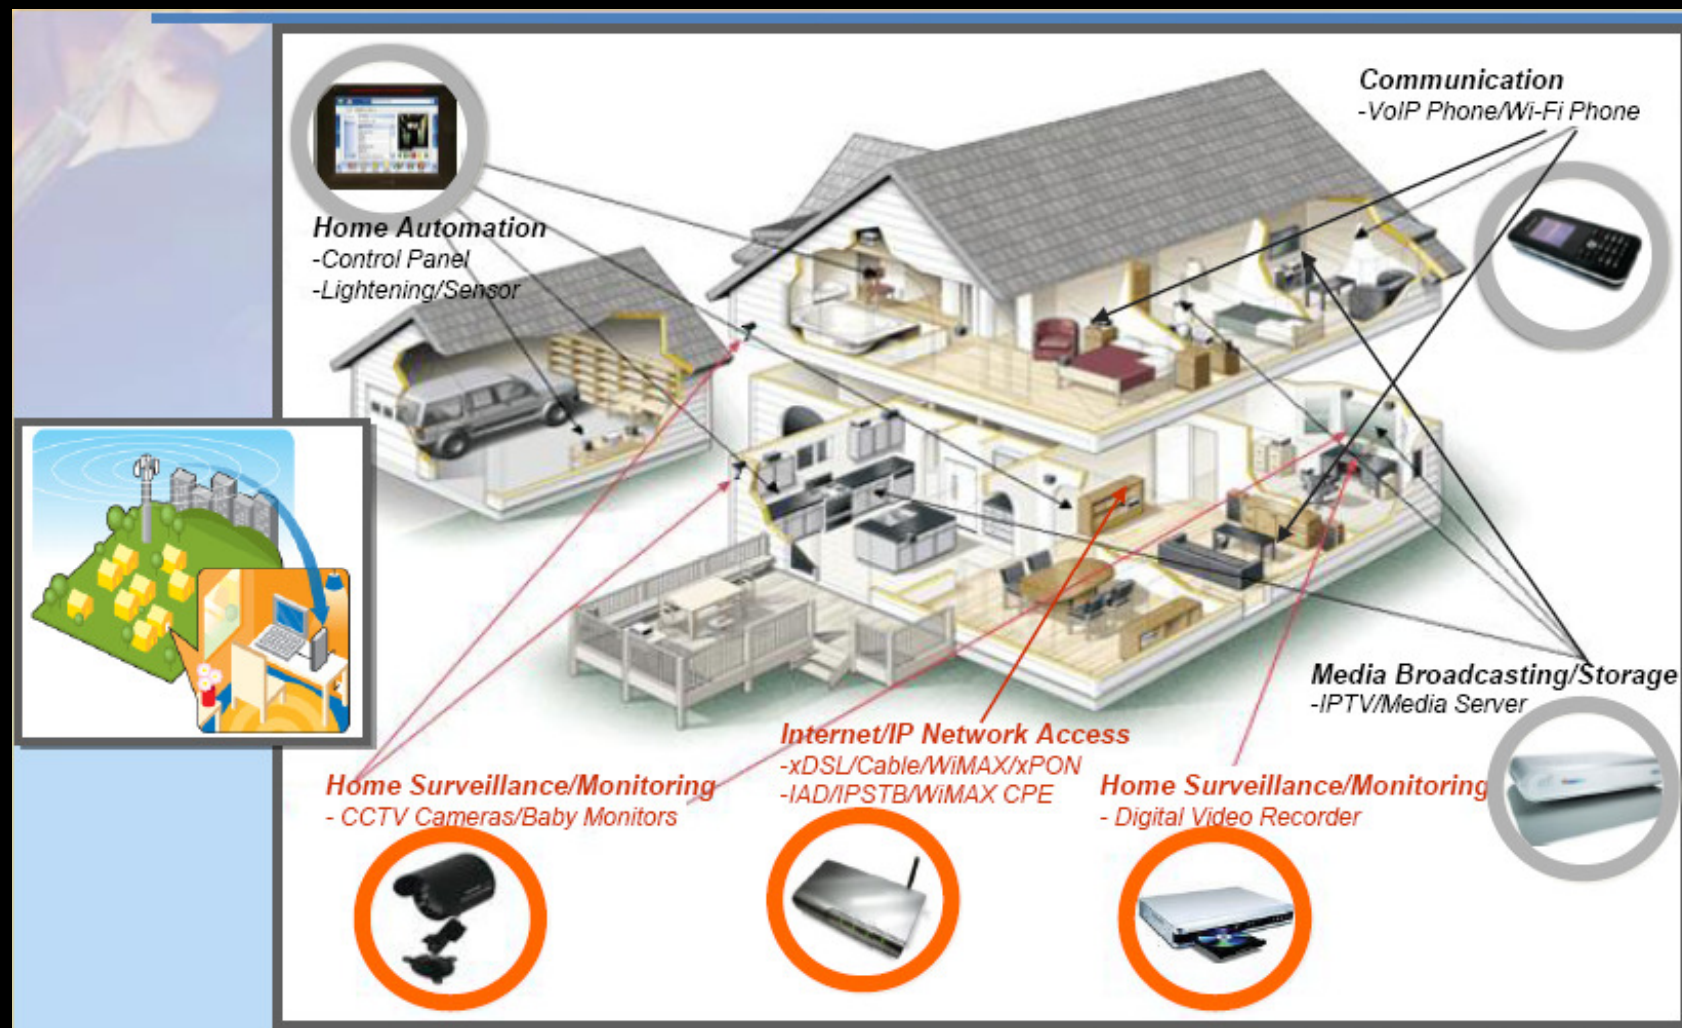 Communication
-VoIP Phone/Wi-Fi Phone
Home Automation
-Control Panel
-Lightening/Sensor
Media Broadcasting/Storage
-IPTV/Media Server
Internet/IP Network Access
-xDSL/Cable/WiMAX/xPON
-IAD/IPSTB/WiMAX CPE
Home Surveillance/Monitoring
- CCTV Cameras/Baby Monitors
Home Surveillance/Monitoring
- Digital Video Recorder